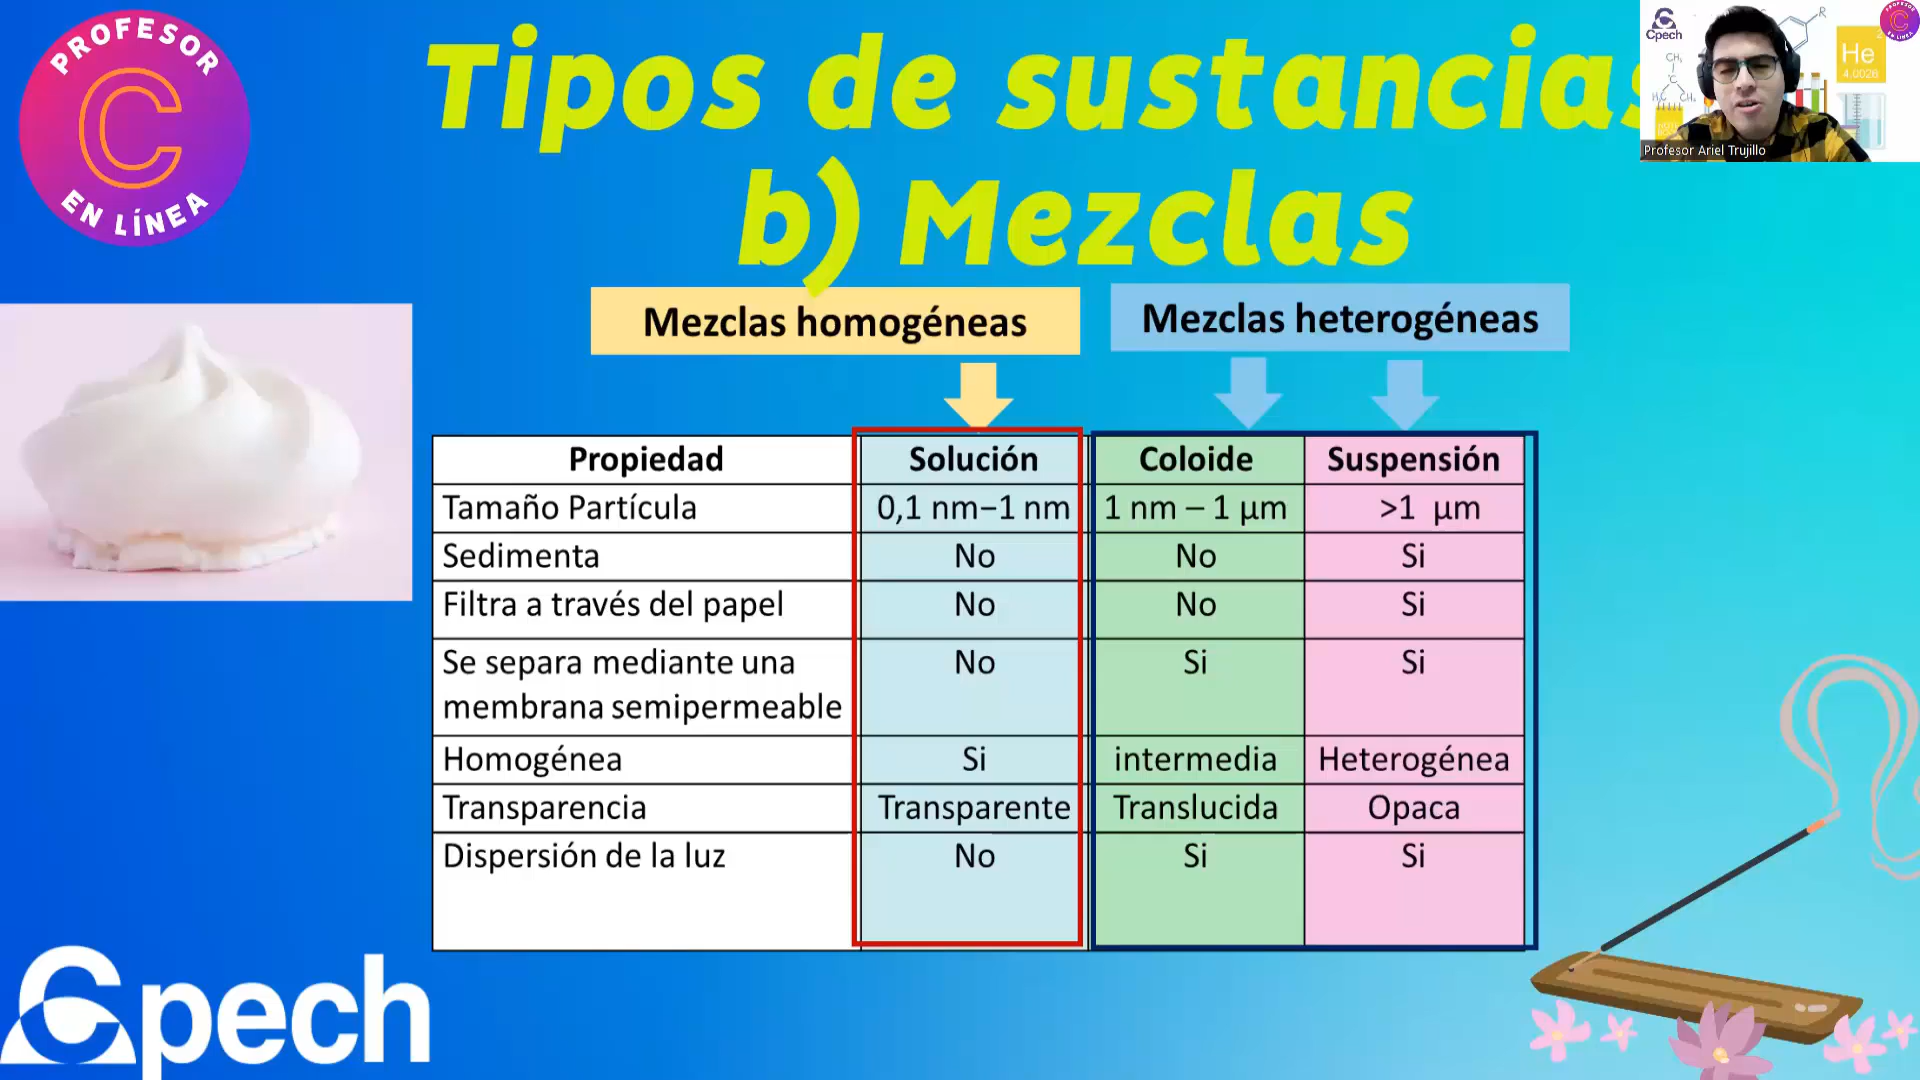 PROFESOR
C
EN LÍNEA
Tipos de sustancias
b) Mezclas
Cpech
He
4,0026
Profesor Ariel Trujillo
Mezclas homogéneas
Mezclas heterogéneas
Propiedad Solución Coloide Suspensión
Tamaño Partícula 0,1 nm–1 nm 1 nm – 1 µm >1 µm
Sedimenta No No Si
Filtra a través del papel No No Si
Se separa mediante una No Si Si
membrana semipermeable
Homogénea Si intermedia Heterogénea
Transparencia Transparente Translucida Opaca
Dispersión de la luz No Si Si
Cpech